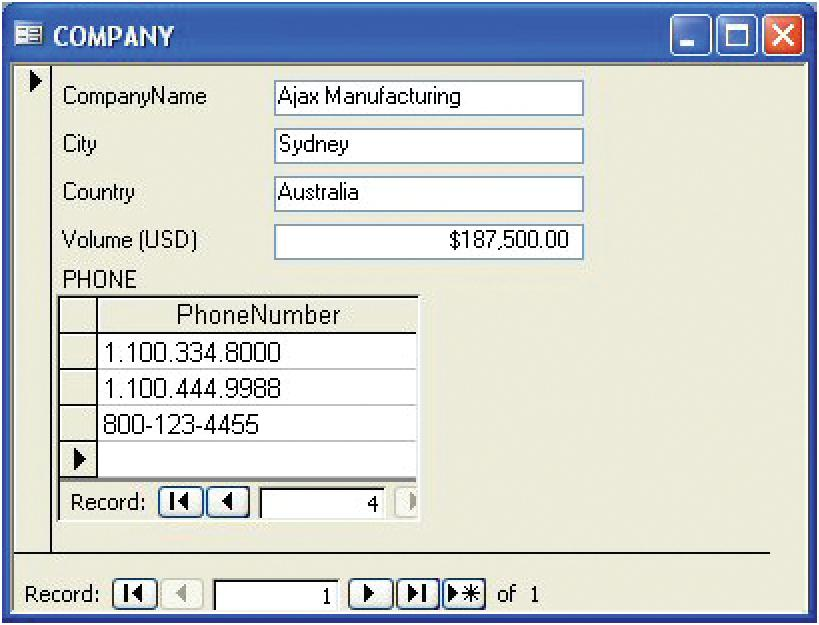 COMPANY
CompanyName Ajax Manufacturing
City Sydney
Country Australia
Volume (USD) $187,500.00
PHONE
PhoneNumber
1.100.334.8000
1.100.444.9988
800-123-4455
Record: 4
Record: 1 of 1